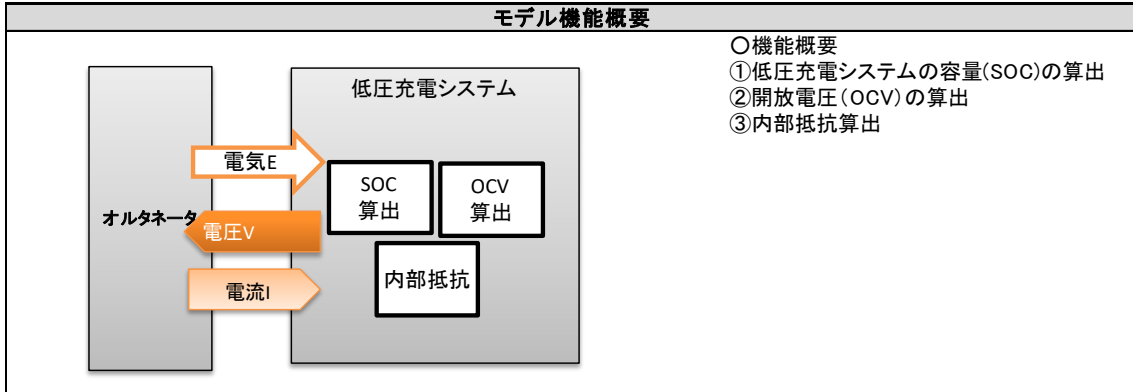 モデル機能概要
〇機能概要
①低圧充電システムの容量(SOC)の算出
②開放電圧(OCV)の算出
③内部抵抗算出
低圧充電システム
オルタネータ
電気E
電圧V
電流I
SOC
算出
OCV
算出
内部抵抗